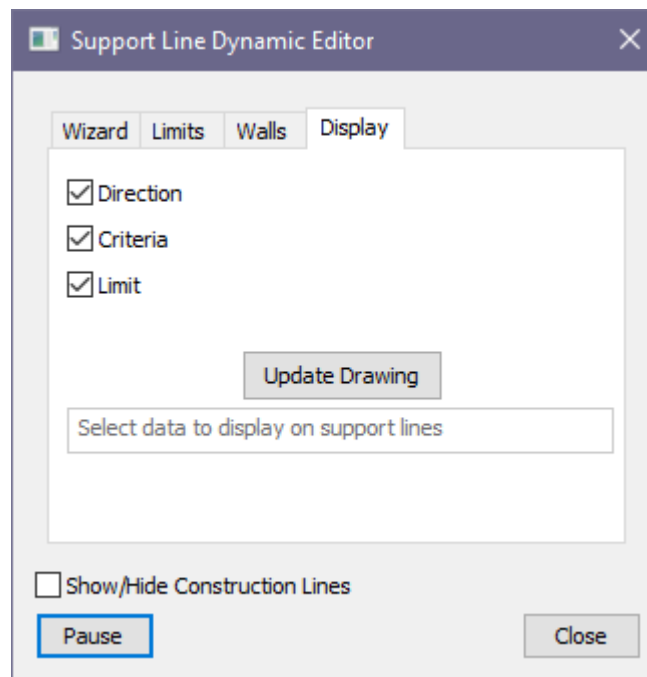 Support Line Dynamic Editor
Wizard Limits Walls Display
Direction
Criteria
Limit
Update Drawing
Select data to display on support lines
Show/Hide Construction Lines
Pause Close